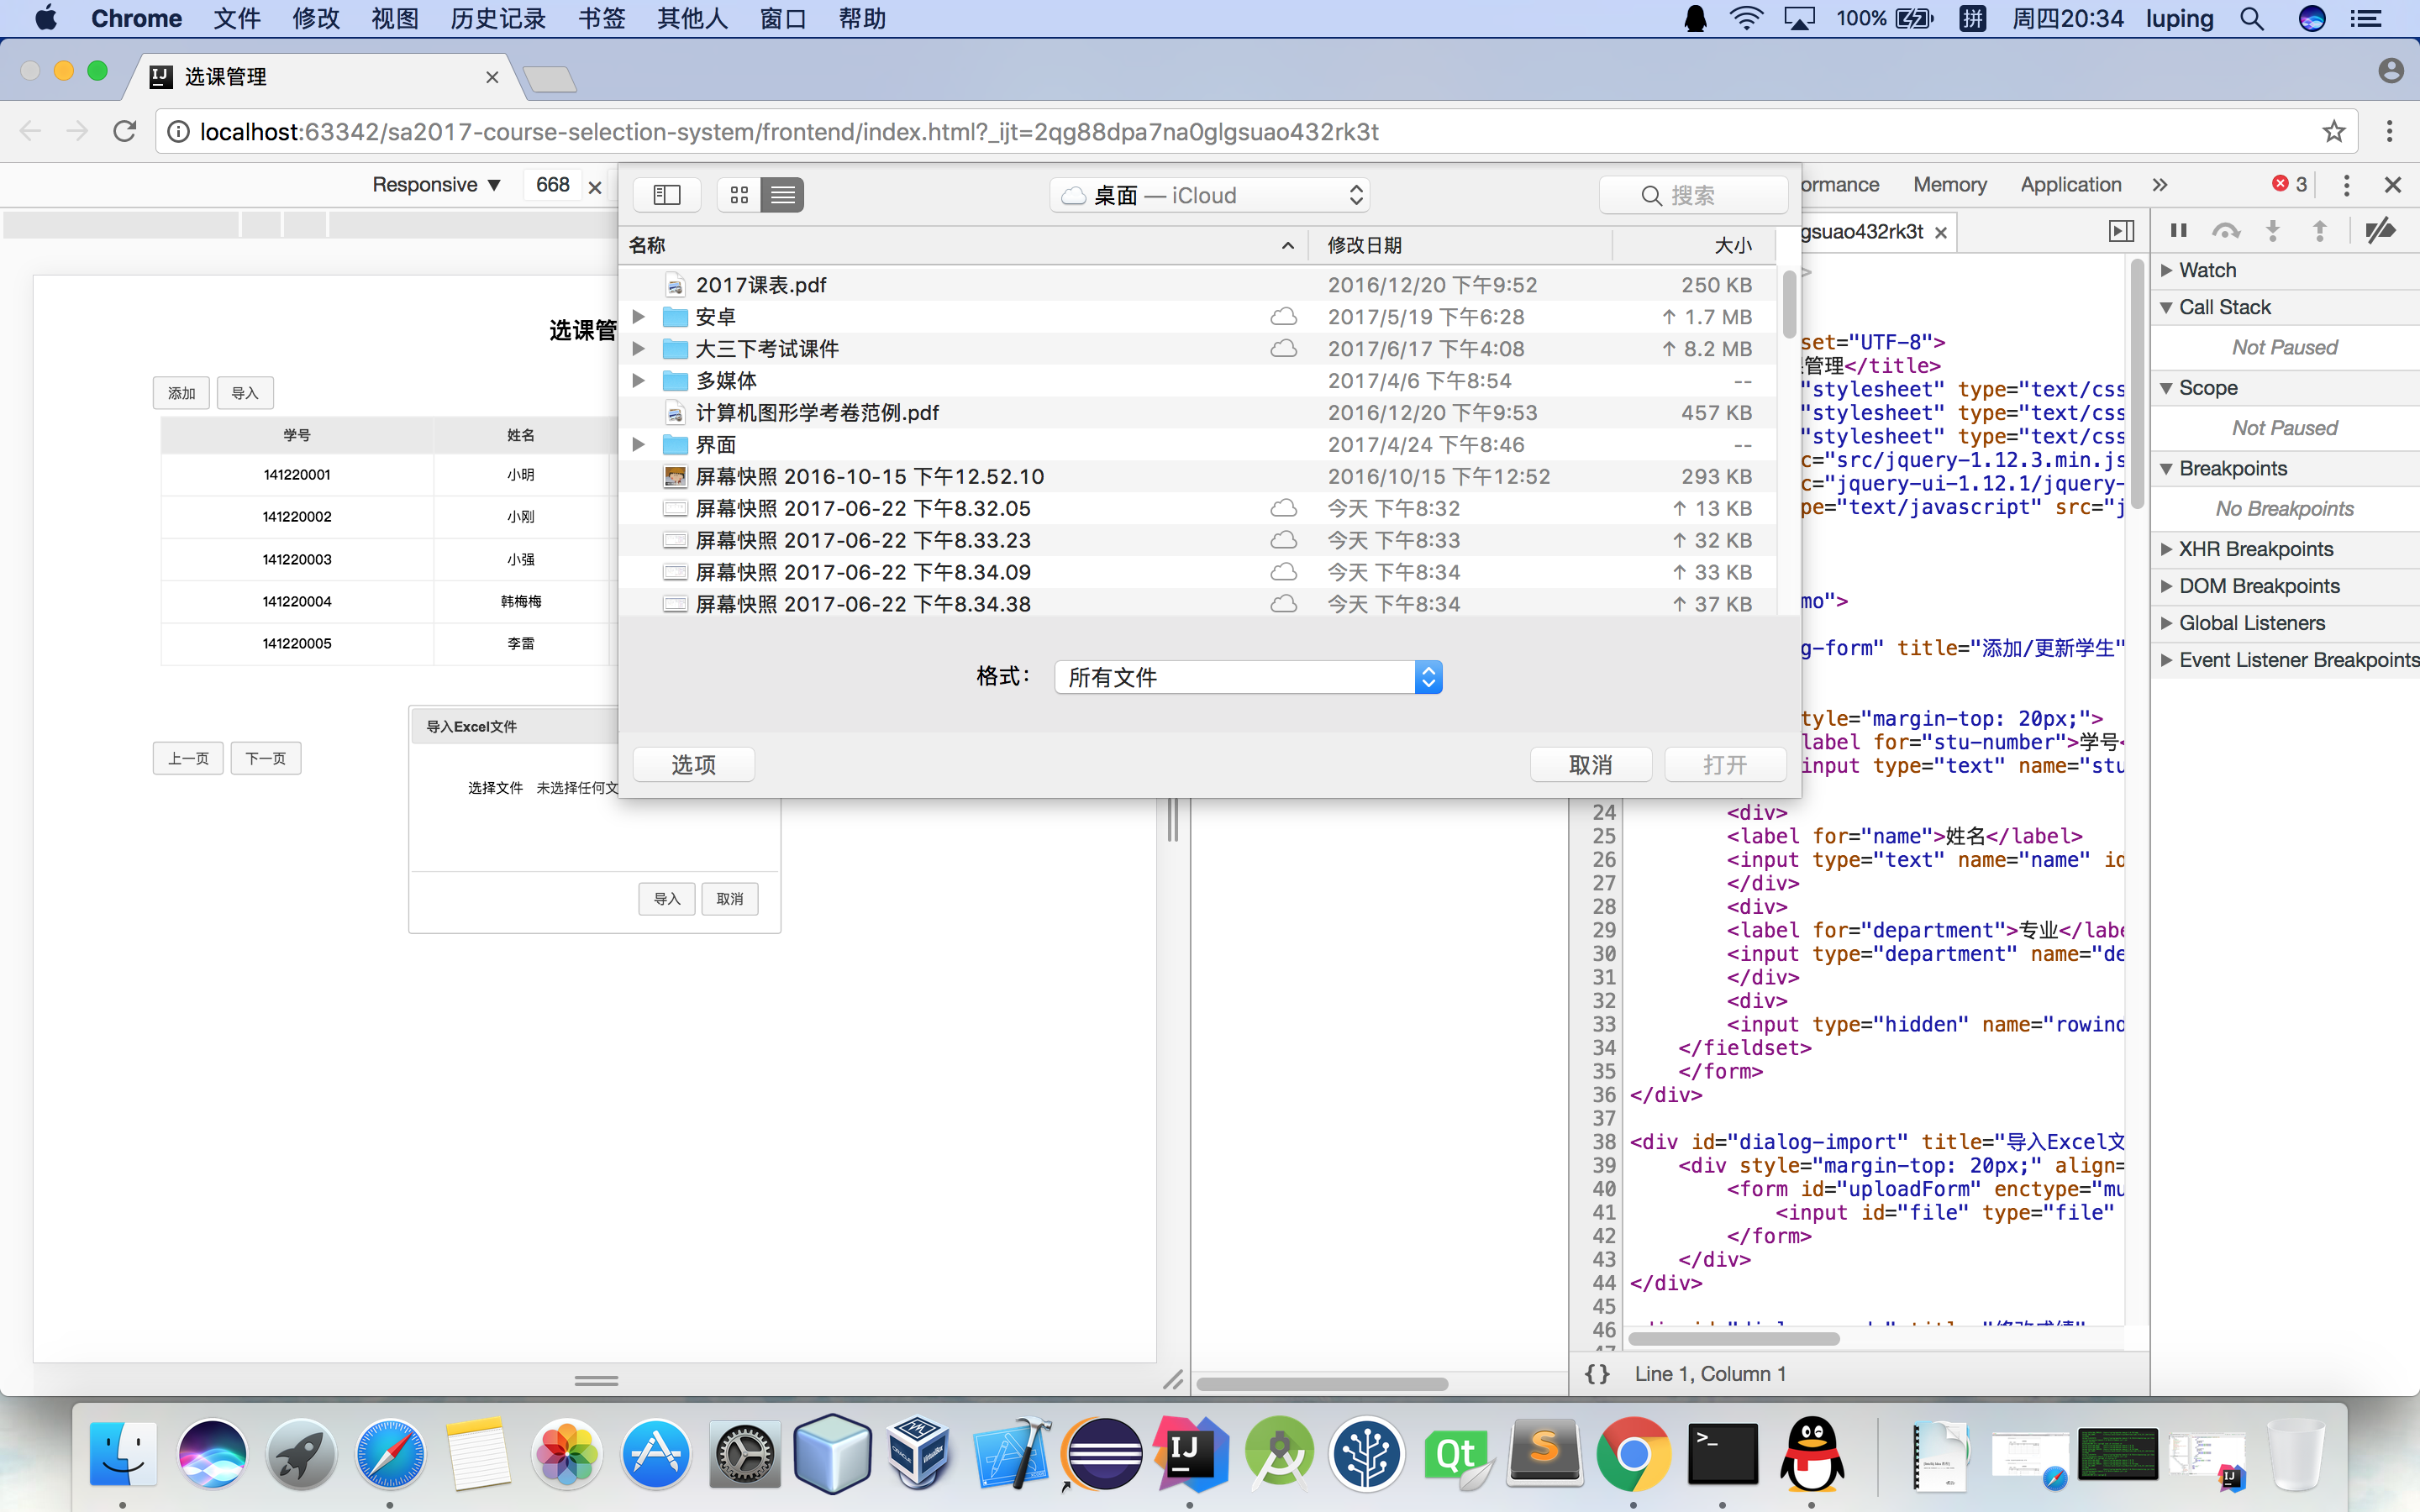 Chrome 文件 修改 视图 历史记录 书签 其他人 窗口 帮助
100% 拼 周四20:34 luping
选课管理
localhost:63342/sa2017-course-selection-system/frontend/index.html?_ijt=2qg88dpa7na0glgsuao432rk3t
Responsive ▼ 668 ×
桌面 — iCloud
搜索
ormance Memory Application » 3
gsuao432rk3t ×
名称 修改日期 大小
2017课表.pdf 2016/12/20 下午9:52 250 KB
安卓 2017/5/19 下午6:28 ↑ 1.7 MB
大三下考试课件 2017/6/17 下午4:08 ↑ 8.2 MB
多媒体 2017/4/6 下午8:54 --
计算机图形学考卷范例.pdf 2016/12/20 下午9:53 457 KB
界面 2017/4/24 下午8:46 --
屏幕快照 2016-10-15 下午12.52.10 2016/10/15 下午12:52 293 KB
屏幕快照 2017-06-22 下午8.32.05 今天 下午8:32 ↑ 13 KB
屏幕快照 2017-06-22 下午8.33.23 今天 下午8:33 ↑ 32 KB
屏幕快照 2017-06-22 下午8.34.09 今天 下午8:34 ↑ 33 KB
屏幕快照 2017-06-22 下午8.34.38 今天 下午8:34 ↑ 37 KB
格式： 所有文件
选项 取消 打开
选课管
添加 导入
学号 姓名
141220001 小明
141220002 小刚
141220003 小强
141220004 韩梅梅
141220005 李雷
上一页 下一页
导入Excel文件
选择文件 未选择任何文
导入 取消
>
set="UTF-8">
管理</title>
"stylesheet" type="text/css
"stylesheet" type="text/css
"stylesheet" type="text/css
c="src/jquery-1.12.3.min.js
c="jquery-ui-1.12.1/jquery-
pe="text/javascript" src="j
mo">
g-form" title="添加/更新学生"
tyle="margin-top: 20px;">
label for="stu-number">学号<
input type="text" name="stu
24 <div>
25 <label for="name">姓名</label>
26 <input type="text" name="name" id
27 </div>
28 <div>
29 <label for="department">专业</labe
30 <input type="department" name="de
31 </div>
32 <div>
33 <input type="hidden" name="rowind
34 </fieldset>
35 </form>
36 </div>
37
38 <div id="dialog-import" title="导入Excel文
39 <div style="margin-top: 20px;" align=
40 <form id="uploadForm" enctype="mu
41 <input id="file" type="file"
42 </form>
43 </div>
44 </div>
45
46
{} Line 1, Column 1
Watch
Call Stack
Not Paused
Scope
Not Paused
Breakpoints
No Breakpoints
XHR Breakpoints
DOM Breakpoints
Global Listeners
Event Listener Breakpoints
IJ
Qt
S
>_